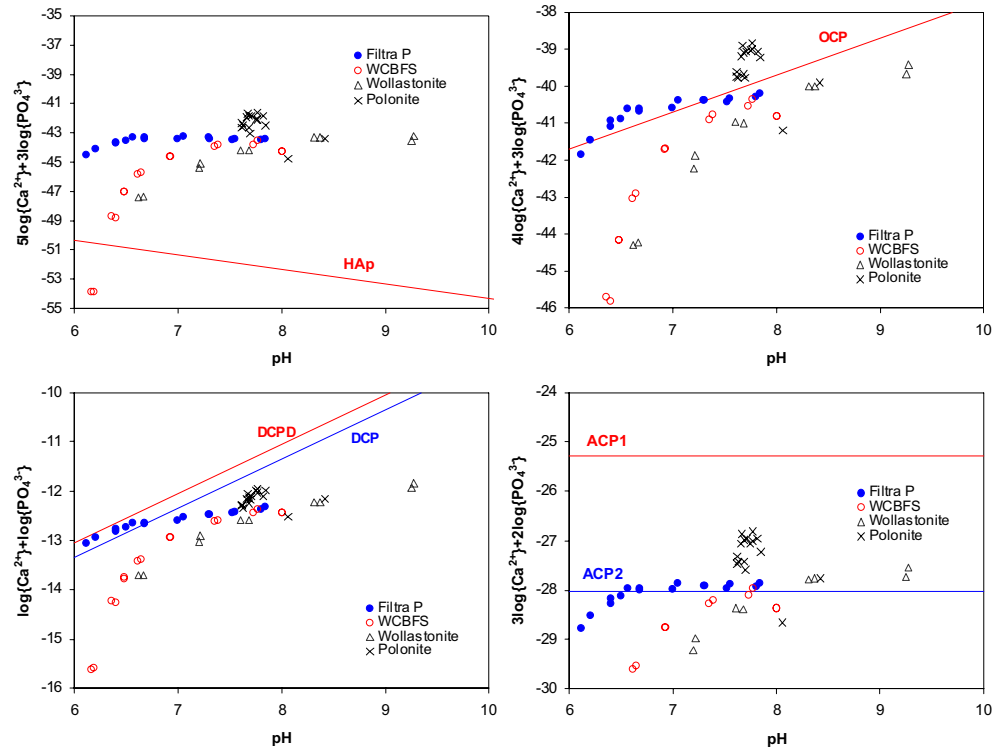 -35
-37
-39
-41
-43
-45
-47
-49
-51
-53
-55
5log{Ca²⁺}+3log{PO₄³⁻}
Filtra P
WCBFS
Wollastonite
Polonite
HAp
6 7 8 9 10
pH
-38
-39
-40
-41
-42
-43
-44
-45
-46
4log{Ca²⁺}+3log{PO₄³⁻}
OCP
Filtra P
WCBFS
Wollastonite
Polonite
6 7 8 9 10
pH
-10
-11
-12
-13
-14
-15
-16
log{Ca²⁺}+log{PO₄³⁻}
DCPD
DCP
Filtra P
WCBFS
Wollastonite
Polonite
6 7 8 9 10
pH
-24
-25
-26
-27
-28
-29
-30
3log{Ca²⁺}+2log{PO₄³⁻}
ACP1
Filtra P
WCBFS
Wollastonite
Polonite
ACP2
6 7 8 9 10
pH